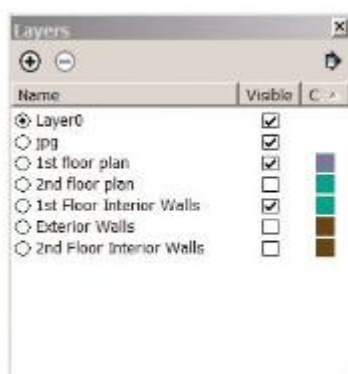 Layers
Name Visible C
Layer0
jpg
1st floor plan
2nd floor plan
1st Floor Interior Walls
Exterior Walls
2nd Floor Interior Walls